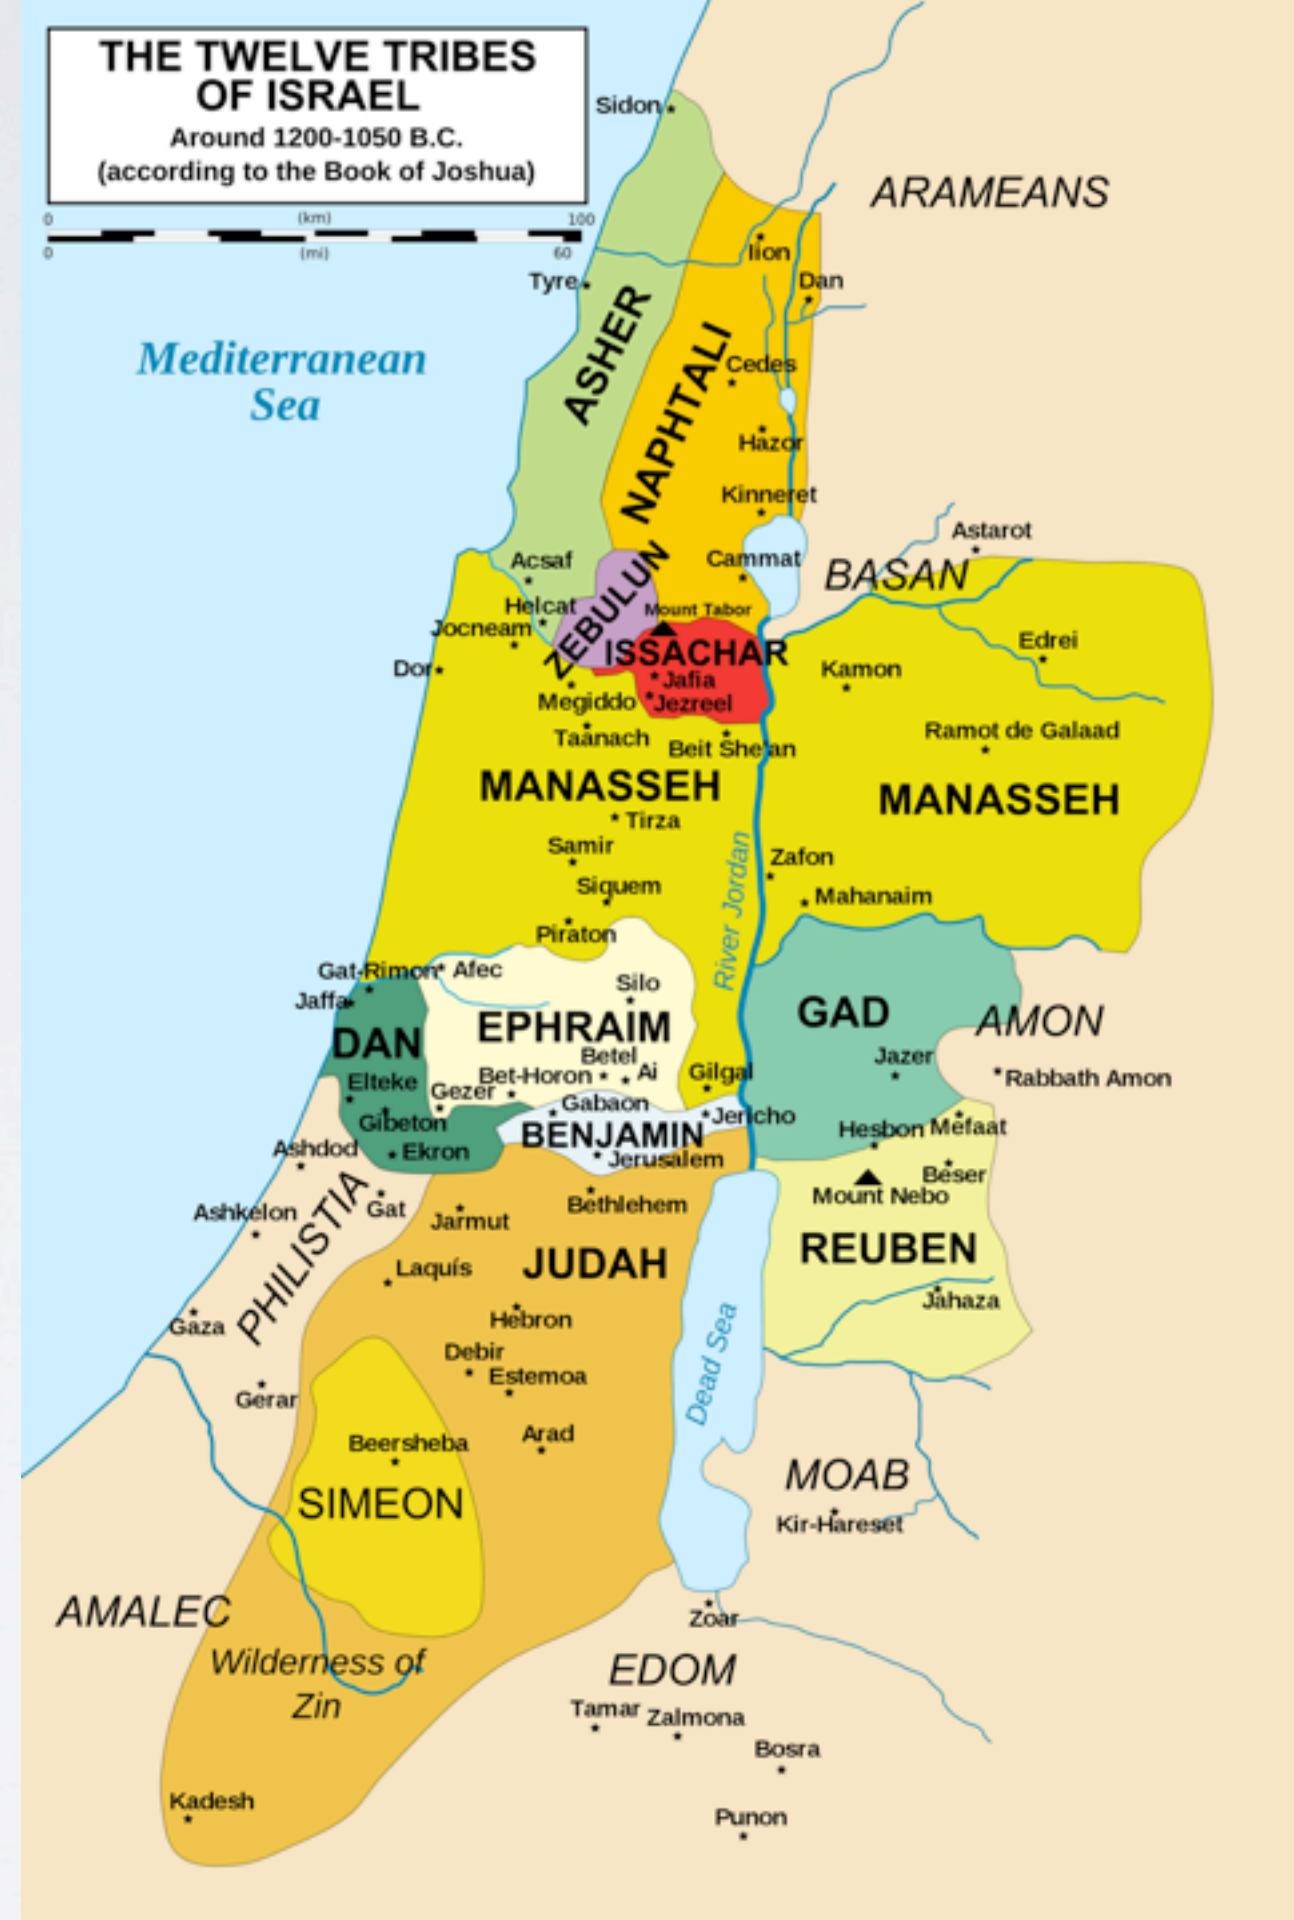 THE TWELVE TRIBES
OF ISRAEL
Around 1200-1050 B.C.
(according to the Book of Joshua)
0 (km) 100
0 (mi) 60
Sidon
ARAMEANS
Iion
Dan
Tyre
ASHER
Mediterranean
Sea
NAPHTALI
Cedes
Hazor
Kinneret
Astarot
Acsaf
Cammat
BASAN
Helcat
ZEBULUN
Mount Tabor
Jocneam
ISSACHAR
Edrei
Dor
Jafia
Kamon
Megiddo
Jezreel
Taanach
Beit She'an
Ramot de Galaad
MANASSEH
MANASSEH
Tirza
Samir
River Jordan
Zafon
Siquem
Mahanaim
Piraton
Gat-Rimon
Afec
Silo
Jaffa
DAN
EPHRAIM
GAD
AMON
Betel
Jazer
Elteke
Bet-Horon
Ai
Gilgal
Rabbath Amon
Gezer
Gabaon
Jericho
Gibeton
BENJAMIN
Hesbon
Mefaat
Ashdod
Ekron
Jerusalem
Beser
Mount Nebo
PHILISTIA
Gat
Bethlehem
Ashkelon
Jarmut
JUDAH
REUBEN
Laquís
Jahaza
Gaza
Hebron
Dead Sea
Debir
Estemoa
Gerar
Arad
Beersheba
MOAB
SIMEON
Kir-Hareset
AMALEC
Zoar
Wilderness of
Zin
EDOM
Tamar
Zalmona
Bosra
Kadesh
Punon